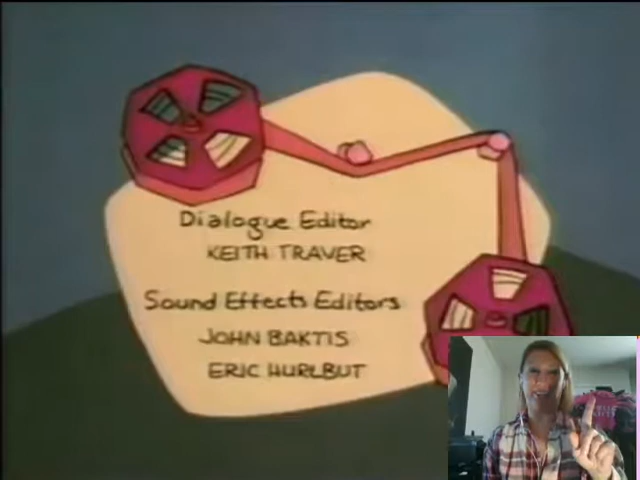 Dialogue Editor
KEITH TRAVER
Sound Effects Editors
JOHN BAKTIS
ERIC HURLBUT